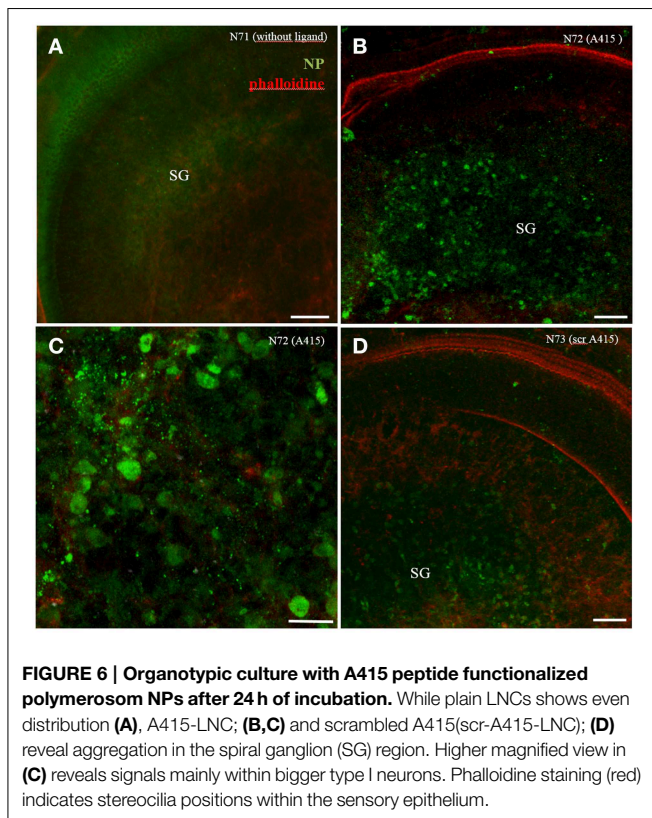 A
N71 (without ligand)
NP
phalloidine
SG
B
N72 (A415 )
SG
C
N72 (A415)
D
N73 (scr A415)
SG
FIGURE 6 | Organotypic culture with A415 peptide functionalized
polymerosom NPs after 24 h of incubation. While plain LNCs shows even
distribution (A), A415-LNC; (B,C) and scrambled A415(scr-A415-LNC); (D)
reveal aggregation in the spiral ganglion (SG) region. Higher magnified view in
(C) reveals signals mainly within bigger type I neurons. Phalloidine staining (red)
indicates stereocilia positions within the sensory epithelium.